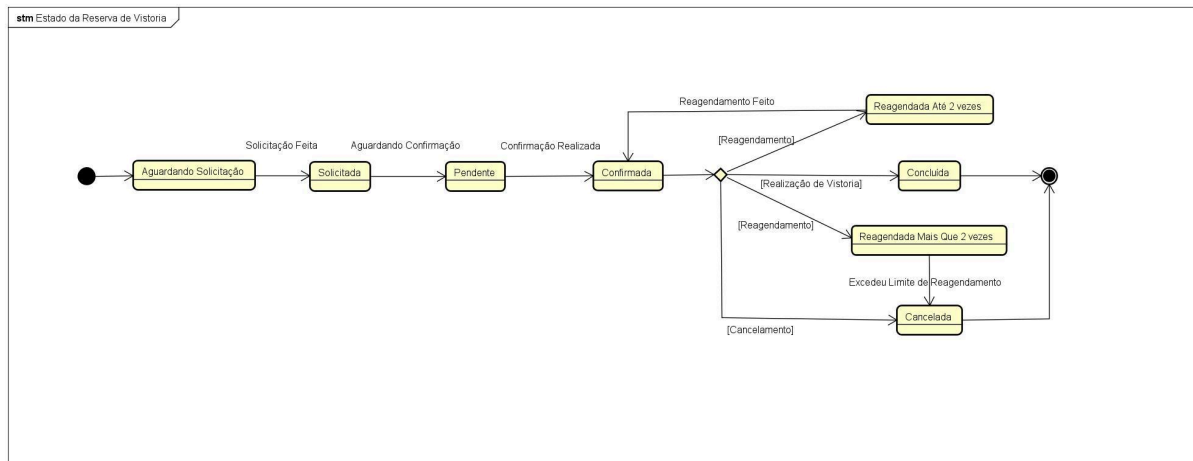 stm Estado da Reserva de Vistoria
Reagendamento Feito
Reagendada Até 2 vezes
[Reagendamento]
Solicitação Feita
Aguardando Confirmação
Confirmação Realizada
Aguardando Solicitação
Solicitada
Pendente
Confirmada
Concluída
[Realização de Vistoria]
[Reagendamento]
Reagendada Mais Que 2 vezes
Excedeu Limite de Reagendamento
Cancelada
[Cancelamento]